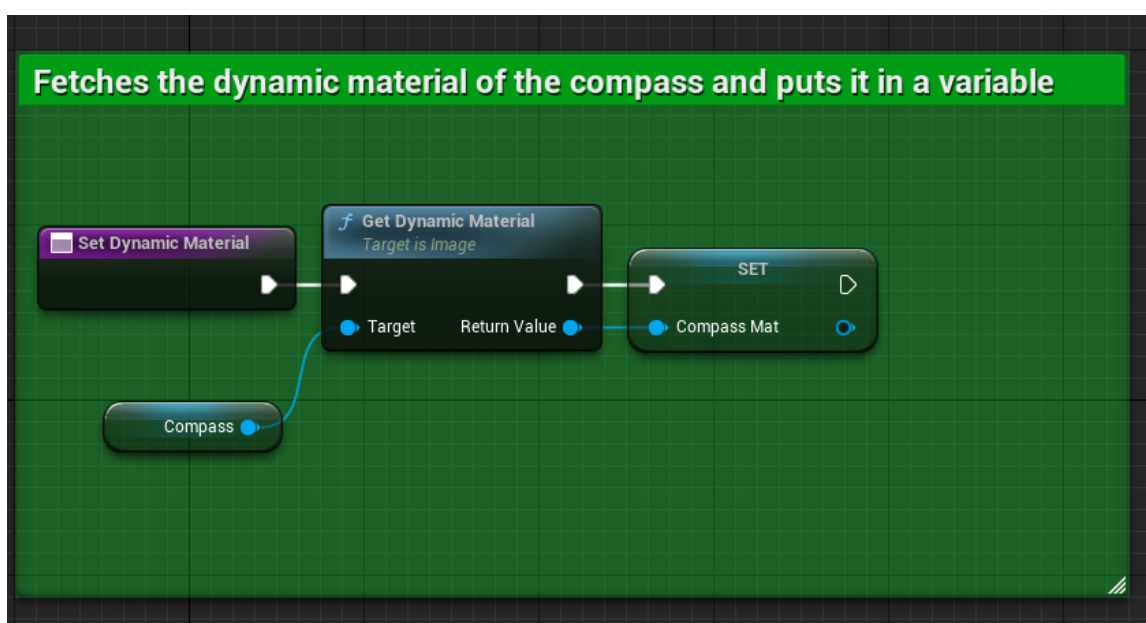 Fetches the dynamic material of the compass and puts it in a variable
Set Dynamic Material
f Get Dynamic Material
Target is Image
Target Return Value
SET
Compass Mat
Compass